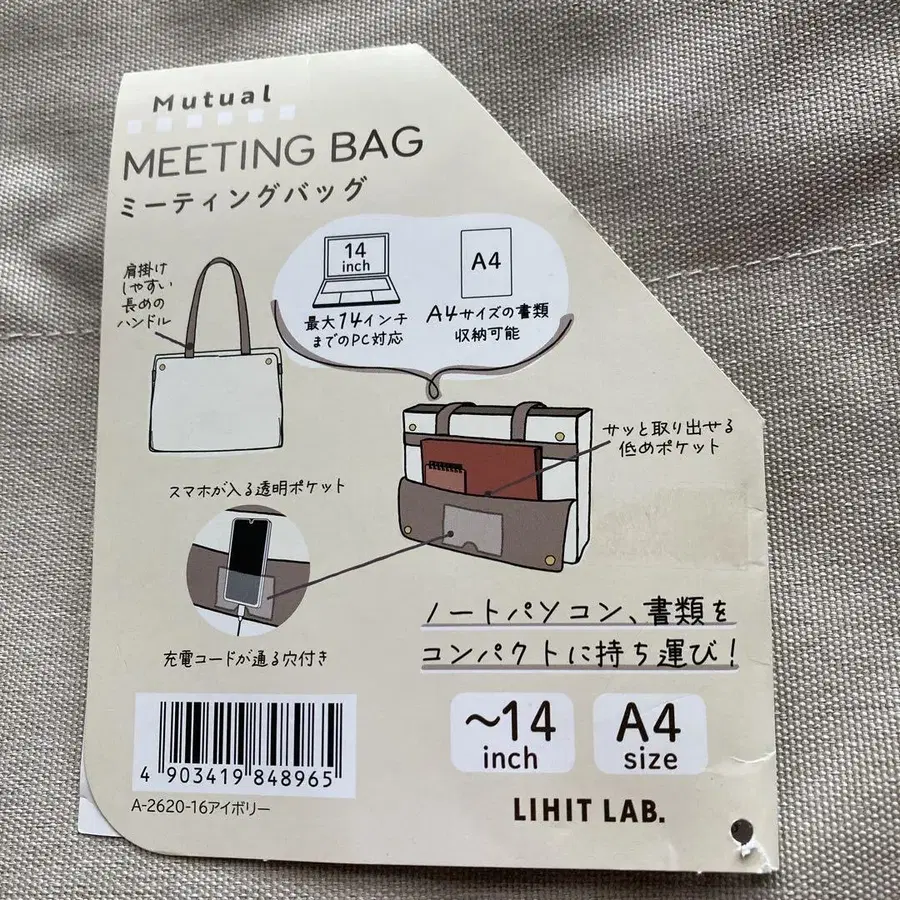 Mutual
MEETING BAG
ミーティングバッグ
肩掛け
しやすい
長めの
ハンドル
14
inch
最大14インチ
までのPC対応
A4
A4サイズの書類
収納可能
サッと取り出せる
低めポケット
スマホが入る透明ポケット
充電コードが通る穴付き
ノートパソコン、書類を
コンパクトに持ち運び!
4 903419 848965
A-2620-16アイボリー
~14
inch
A4
size
LIHIT LAB.